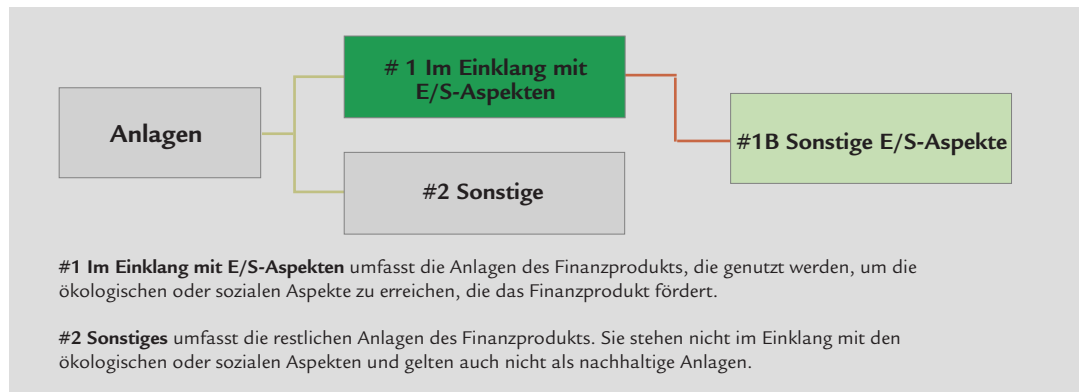 # 1 Im Einklang mit
E/S-Aspekten
Anlagen
#1B Sonstige E/S-Aspekte
#2 Sonstige
#1 Im Einklang mit E/S-Aspekten umfasst die Anlagen des Finanzprodukts, die genutzt werden, um die
ökologischen oder sozialen Aspekte zu erreichen, die das Finanzprodukt fördert.
#2 Sonstiges umfasst die restlichen Anlagen des Finanzprodukts. Sie stehen nicht im Einklang mit den
ökologischen oder sozialen Aspekten und gelten auch nicht als nachhaltige Anlagen.